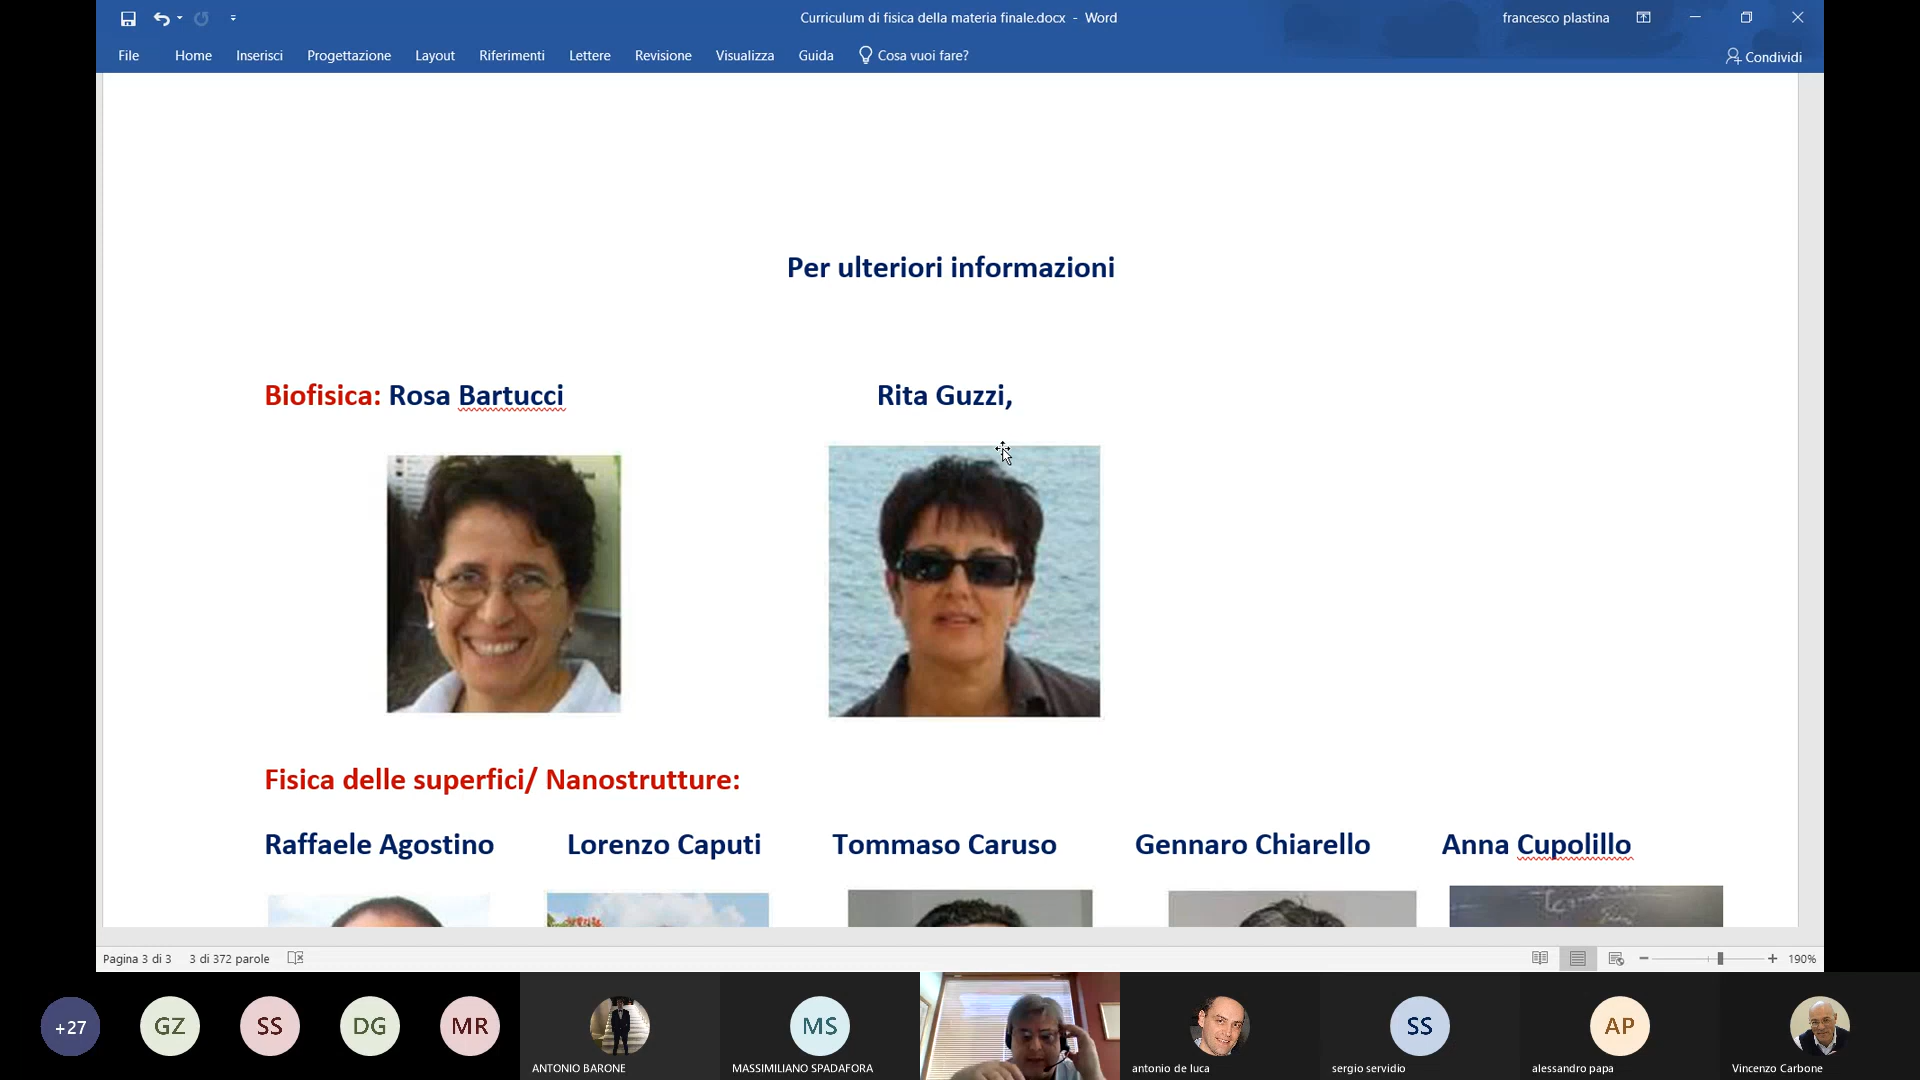 Curriculum di fisica della materia finale.docx - Word
francesco plastina
File Home Inserisci Progettazione Layout Riferimenti Lettere Revisione Visualizza Guida Cosa vuoi fare? Condividi
Per ulteriori informazioni
Biofisica: Rosa Bartucci Rita Guzzi,
Fisica delle superfici/ Nanostrutture:
Raffaele Agostino Lorenzo Caputi Tommaso Caruso Gennaro Chiarello Anna Cupolillo
Pagina 3 di 3 3 di 372 parole 190%
+27 GZ SS DG MR MS SS AP
ANTONIO BARONE MASSIMILIANO SPADAFORA antonio de luca sergio servidio alessandro papa Vincenzo Carbone